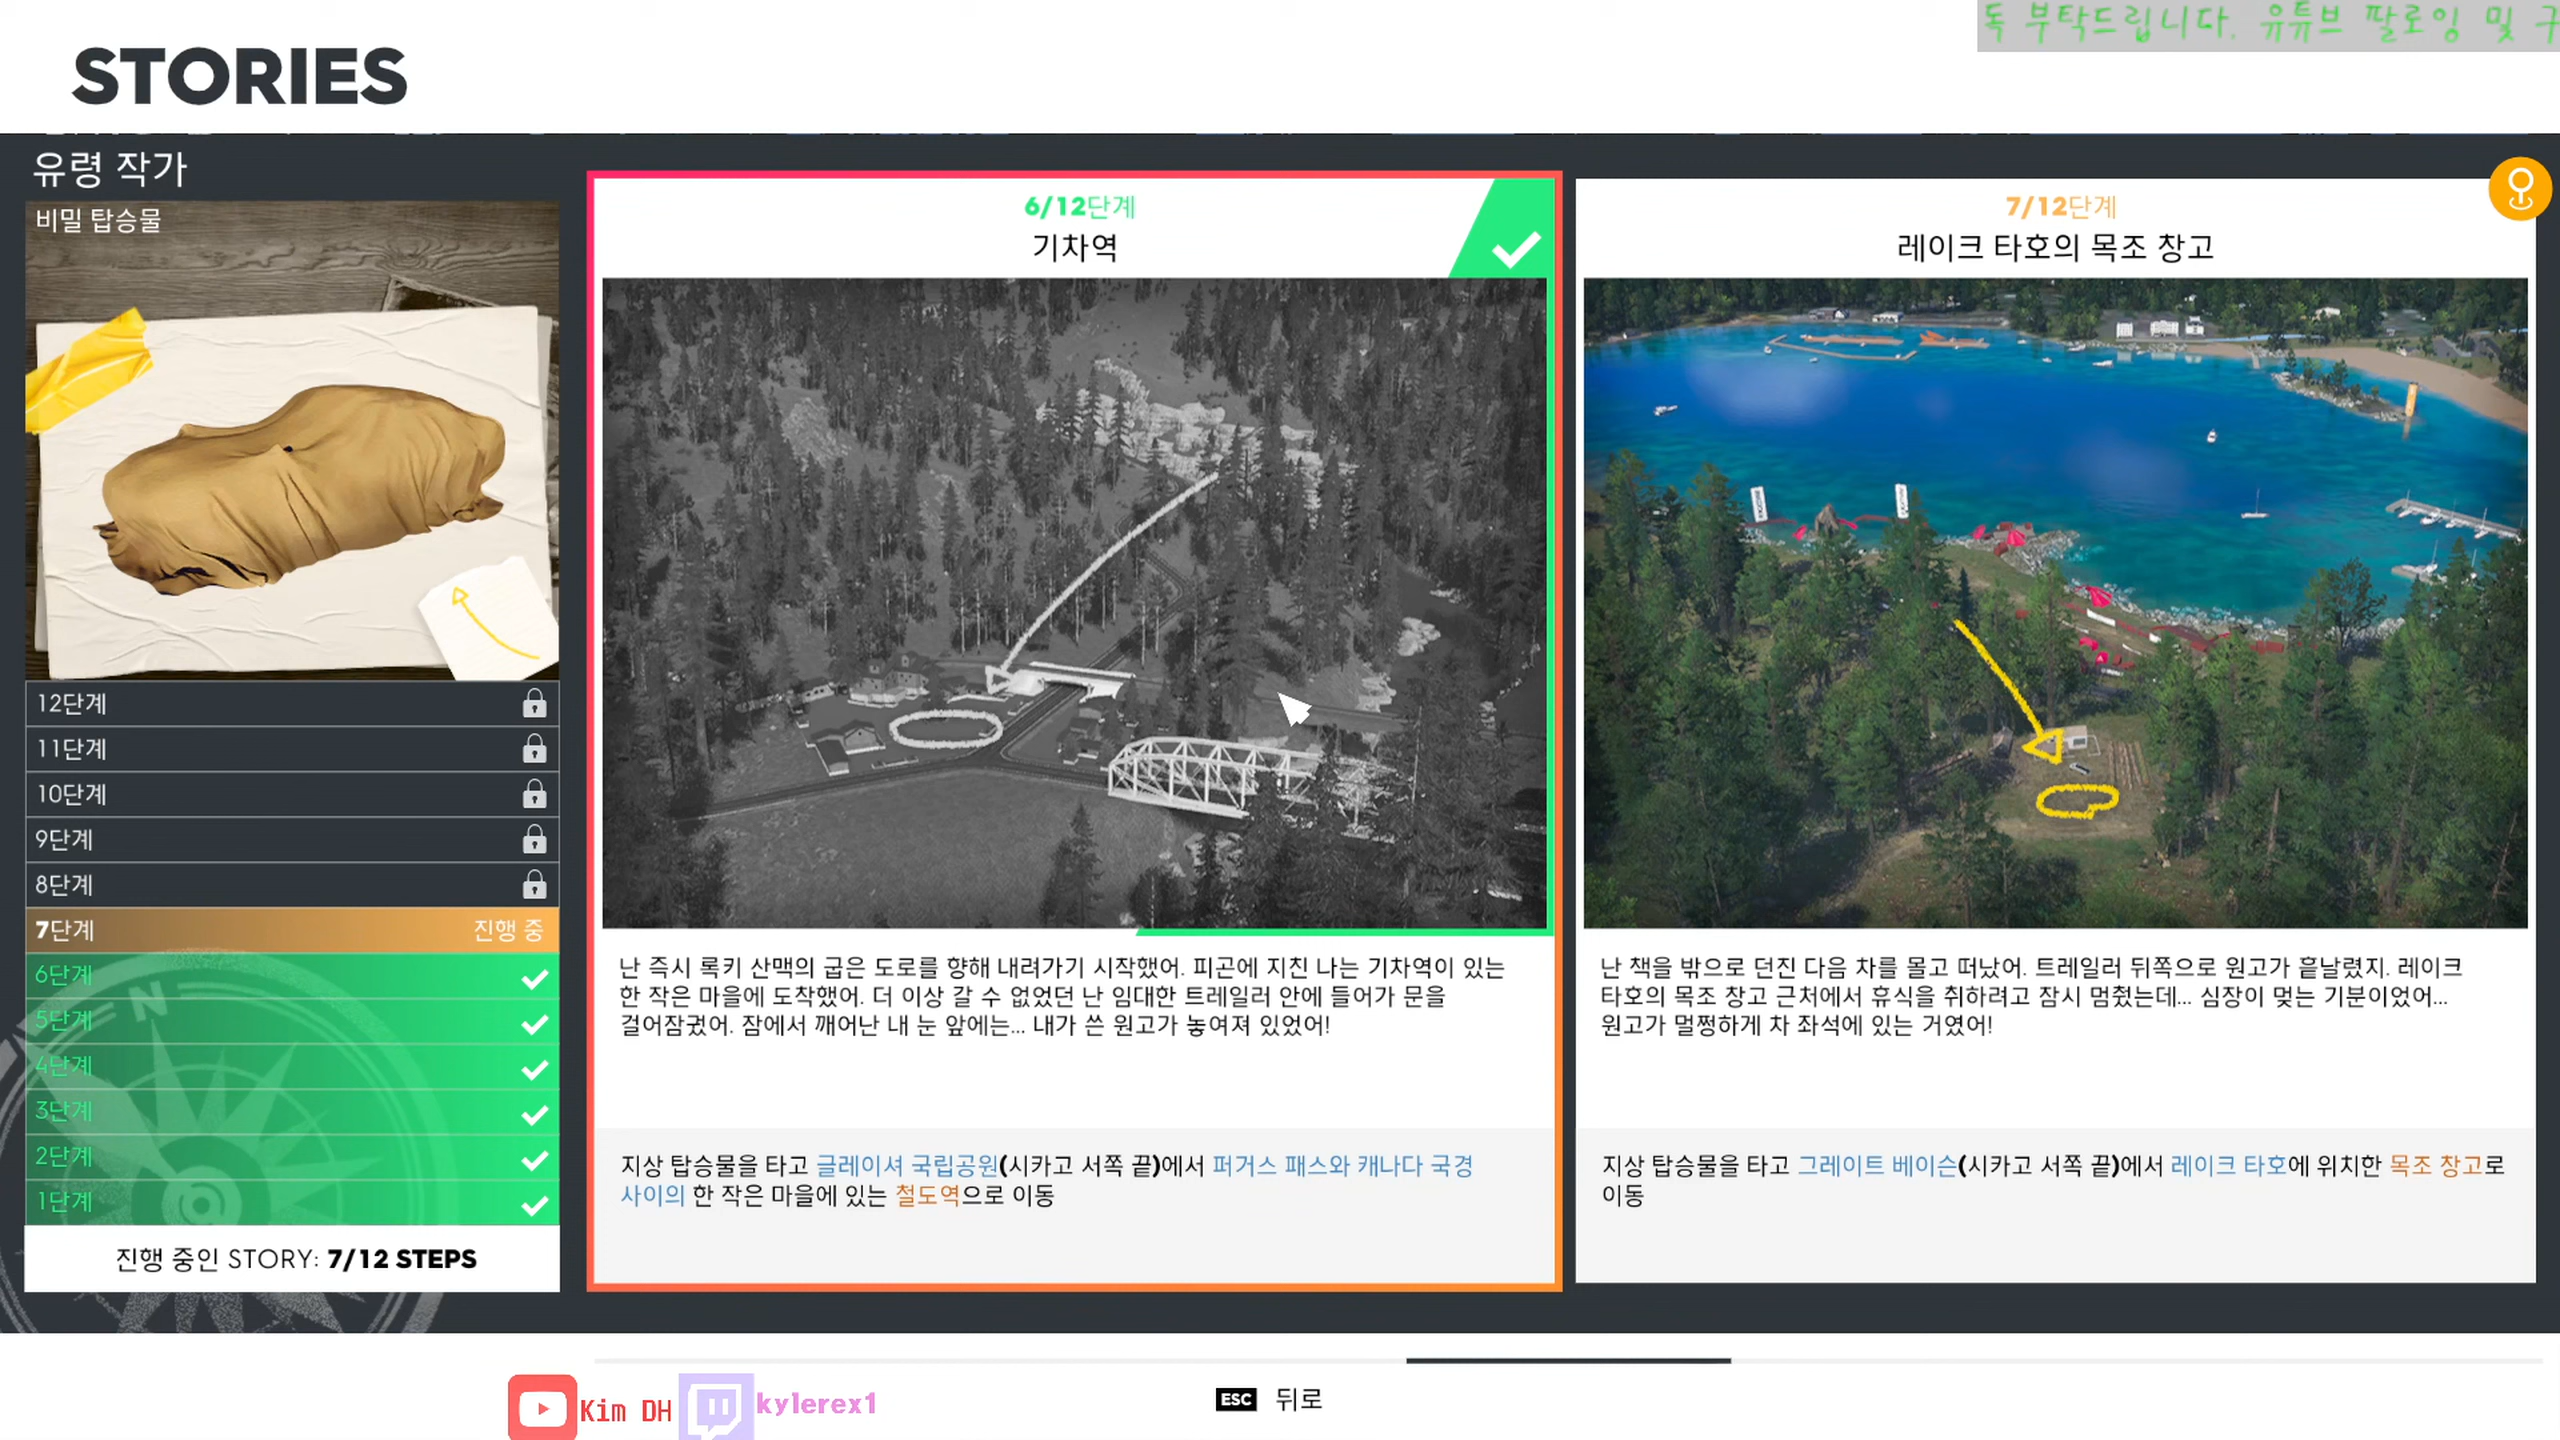 독 부탁드립니다. 유튜브 팔로잉 및 구
STORIES
유령 작가
비밀 탑승물
12단계
11단계
10단계
9단계
8단계
7단계 진행 중
6단계
5단계
4단계
3단계
2단계
1단계
진행 중인 STORY: 7/12 STEPS
6/12단계
기차역
난 즉시 록키 산맥의 굽은 도로를 향해 내려가기 시작했어. 피곤에 지친 나는 기차역이 있는
한 작은 마을에 도착했어. 더 이상 갈 수 없었던 난 임대한 트레일러 안에 들어가 문을
걸어잠궜어. 잠에서 깨어난 내 눈 앞에는... 내가 쓴 원고가 놓여져 있었어!
지상 탑승물을 타고 글레이셔 국립공원(시카고 서쪽 끝)에서 퍼거스 패스와 캐나다 국경
사이의 한 작은 마을에 있는 철도역으로 이동
7/12단계
레이크 타호의 목조 창고
난 책을 밖으로 던진 다음 차를 몰고 떠났어. 트레일러 뒤쪽으로 원고가 흩날렸지. 레이크
타호의 목조 창고 근처에서 휴식을 취하려고 잠시 멈췄는데... 심장이 멎는 기분이었어...
원고가 멀쩡하게 차 좌석에 있는 거였어!
지상 탑승물을 타고 그레이트 베이슨(시카고 서쪽 끝)에서 레이크 타호에 위치한 목조 창고로
이동
Kim DH kylerex1
ESC 뒤로